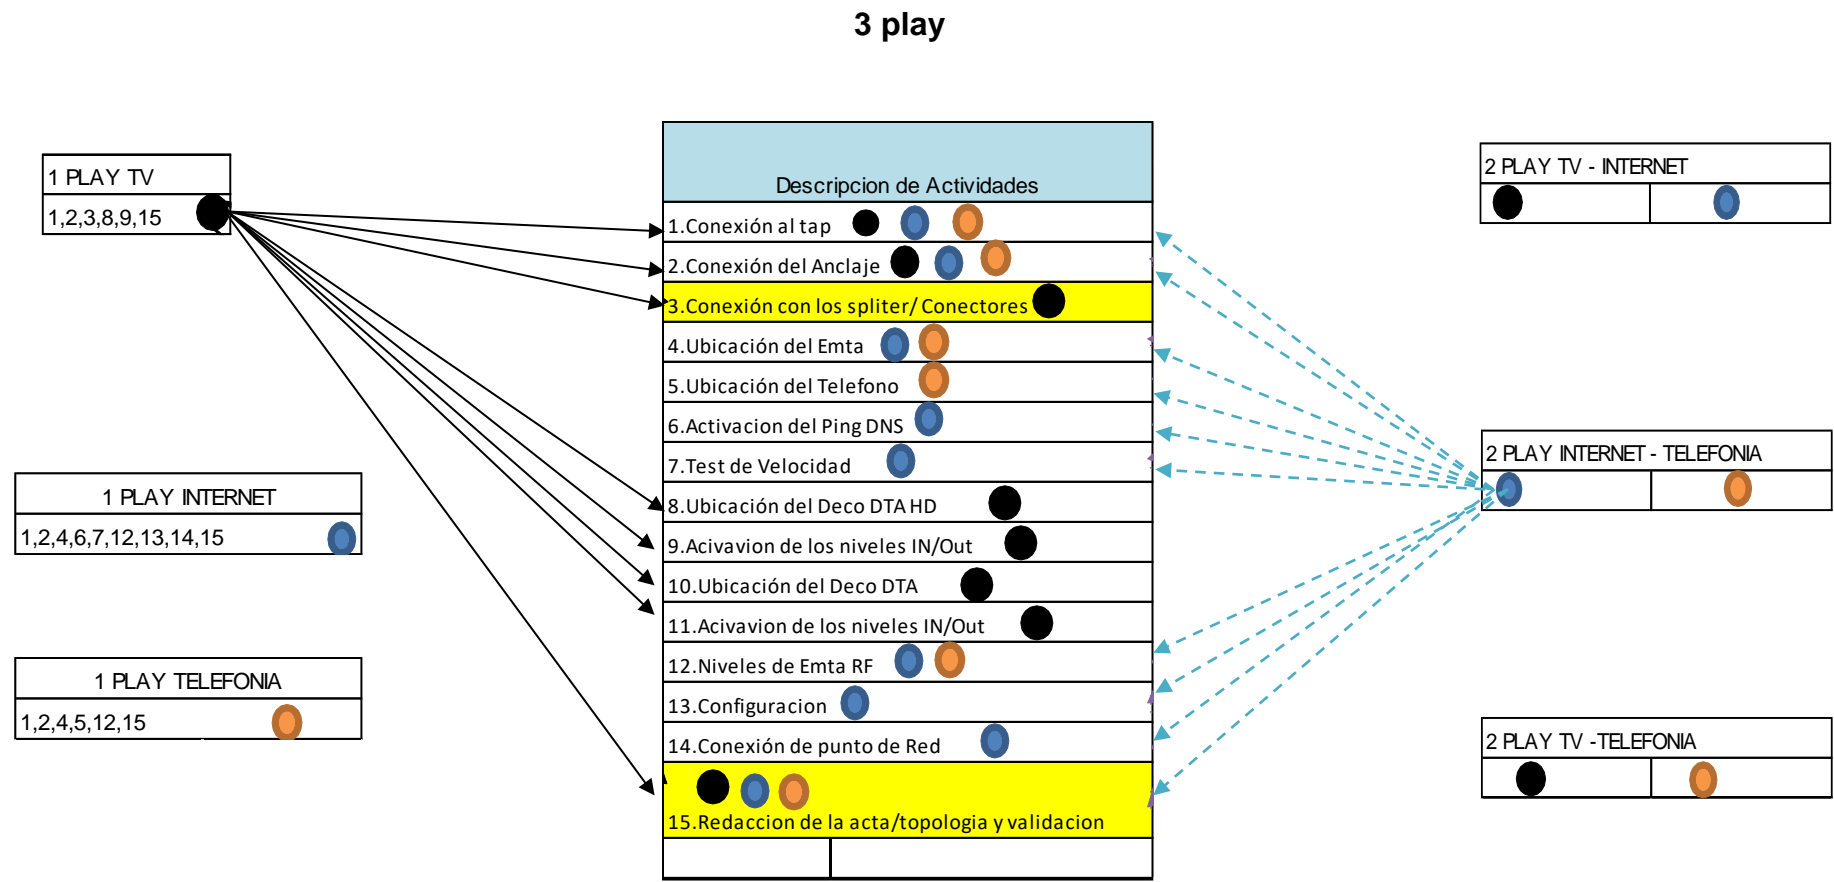 3 play
1 PLAY TV
1,2,3,8,9,15
1 PLAY INTERNET
1,2,4,6,7,12,13,14,15
1 PLAY TELEFONIA
1,2,4,5,12,15
Descripcion de Actividades
1.Conexión al tap
2.Conexión del Anclaje
3.Conexión con los spliter/ Conectores
4.Ubicación del Emta
5.Ubicación del Telefono
6.Activacion del Ping DNS
7.Test de Velocidad
8.Ubicación del Deco DTA HD
9.Acivavion de los niveles IN/Out
10.Ubicación del Deco DTA
11.Acivavion de los niveles IN/Out
12.Niveles de Emta RF
13.Configuracion
14.Conexión de punto de Red
15.Redaccion de la acta/topologia y validacion
2 PLAY TV - INTERNET
2 PLAY INTERNET - TELEFONIA
2 PLAY TV -TELEFONIA